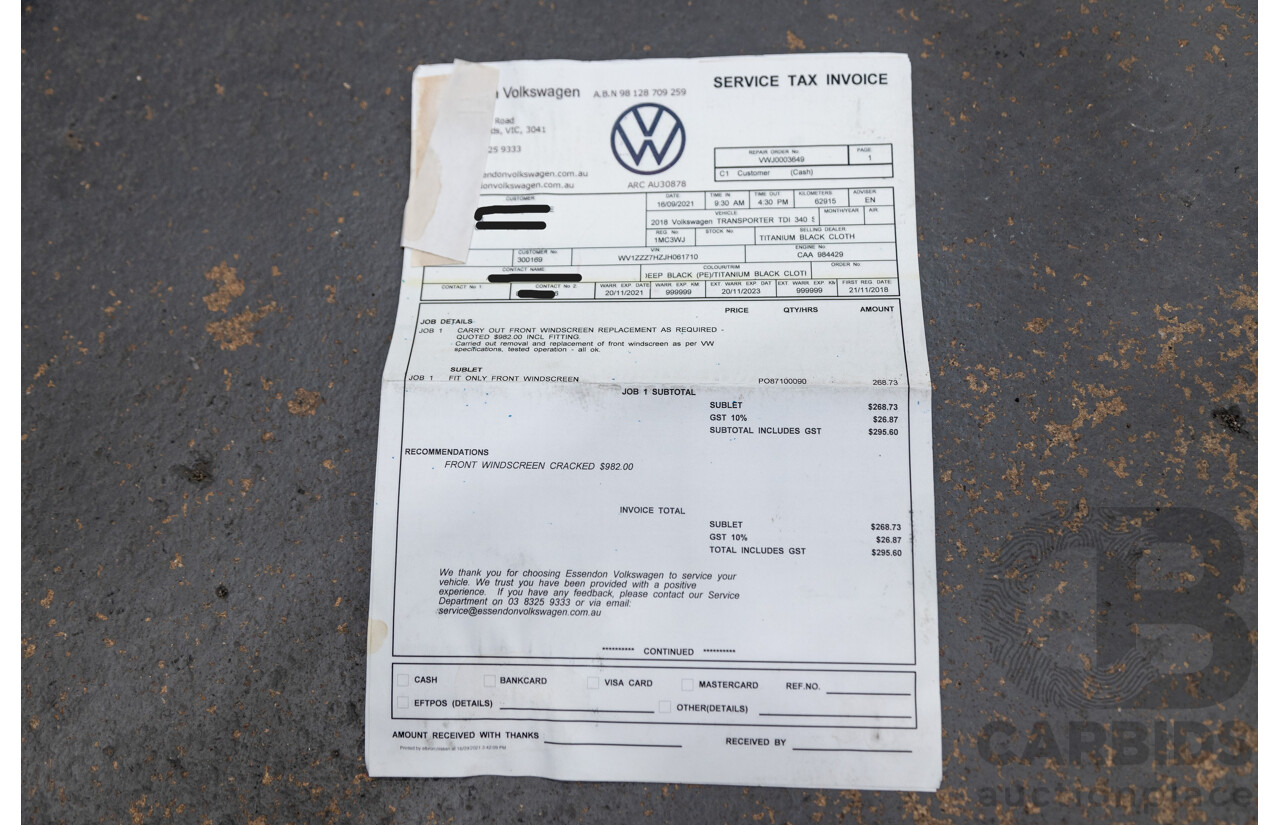 SERVICE TAX INVOICE
Volkswagen A.B.N 98 128 709 259
Road
ds, VIC, 3041
25 9333
endonvolkswagen.com.au
onvolkswagen.com.au
ARC AU30878
REPAIR ORDER No. PAGE
VWJ0003649 1
C1 Customer (Cash)
CUSTOMER
DATE TIME IN TIME OUT KILOMETERS ADVISER
16/09/2021 9:30 AM 4:30 PM 62915 EN
VEHICLE MONTH/YEAR AIR
2018 Volkswagen TRANSPORTER TDI 340 S
REG. No STOCK No SELLING DEALER
1MC3WJ TITANIUM BLACK CLOTH
CUSTOMER No. VIN ENGINE No
300169 WV1ZZZ7HZJH061710 CAA 984429
CONTACT NAME COLOUR/TRIM ORDER No.
EEP BLACK (PE)/TITANIUM BLACK CLOTI
CONTACT No 1 CONTACT No 2 WARR. EXP. DATE WARR. EXP. KM EXT. WARR. EXP. DAT EXT. WARR. EXP. KM FIRST REG. DATE
20/11/2021 999999 20/11/2023 999999 21/11/2018
PRICE QTY/HRS AMOUNT
JOB DETAILS
JOB 1 CARRY OUT FRONT WINDSCREEN REPLACEMENT AS REQUIRED -
QUOTED $982.00 INCL FITTING.
Carried out removal and replacement of front windscreen as per VW
specifications, tested operation - all ok.
SUBLET
JOB 1 FIT ONLY FRONT WINDSCREEN PO87100090 268.73
JOB 1 SUBTOTAL
SUBLET $268.73
GST 10% $26.87
SUBTOTAL INCLUDES GST $295.60
RECOMMENDATIONS
FRONT WINDSCREEN CRACKED $982.00
INVOICE TOTAL
SUBLET $268.73
GST 10% $26.87
TOTAL INCLUDES GST $295.60
We thank you for choosing Essendon Volkswagen to service your
vehicle. We trust you have been provided with a positive
experience. If you have any feedback, please contact our Service
Department on 03 8325 9333 or via email:
service@essendonvolkswagen.com.au
********** CONTINUED **********
CASH BANKCARD VISA CARD MASTERCARD REF.NO.
EFTPOS (DETAILS) OTHER(DETAILS)
AMOUNT RECEIVED WITH THANKS RECEIVED BY
CARBIDS
auctionplace